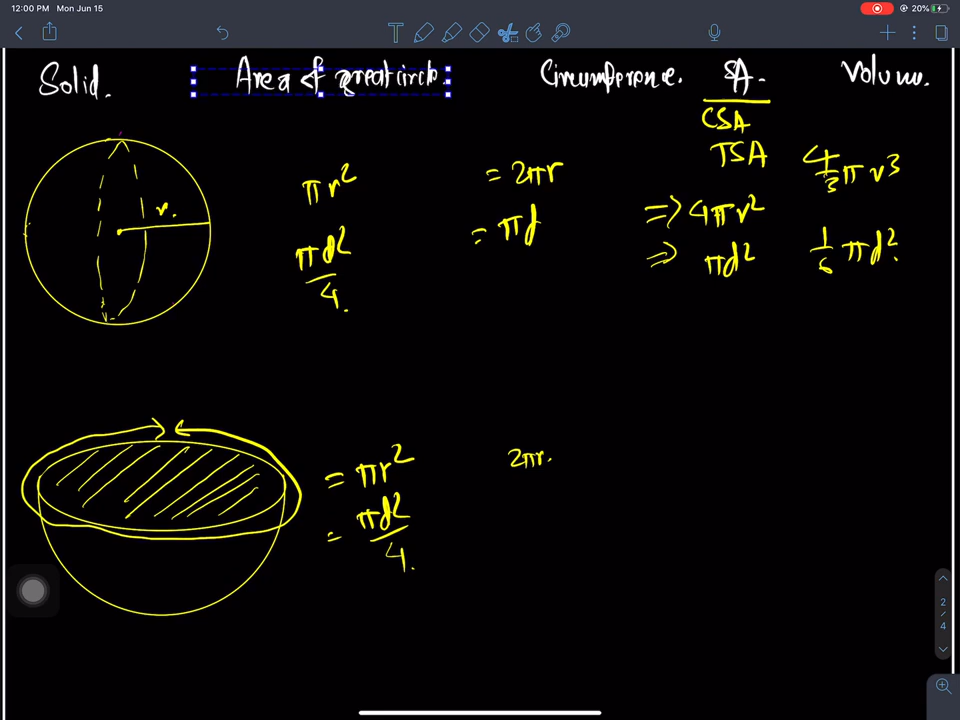 12:00 PM Mon Jun 15
20%
Solid. Area of great circle. Circumference. SA. Volume.
CSA
TSA
r.
πr² = 2πr => 4πr² 4/3 πr³
πd²/4. = πd => πd² 1/6 πd².
= πr² 2πr.
= πd²/4.
2
/
4